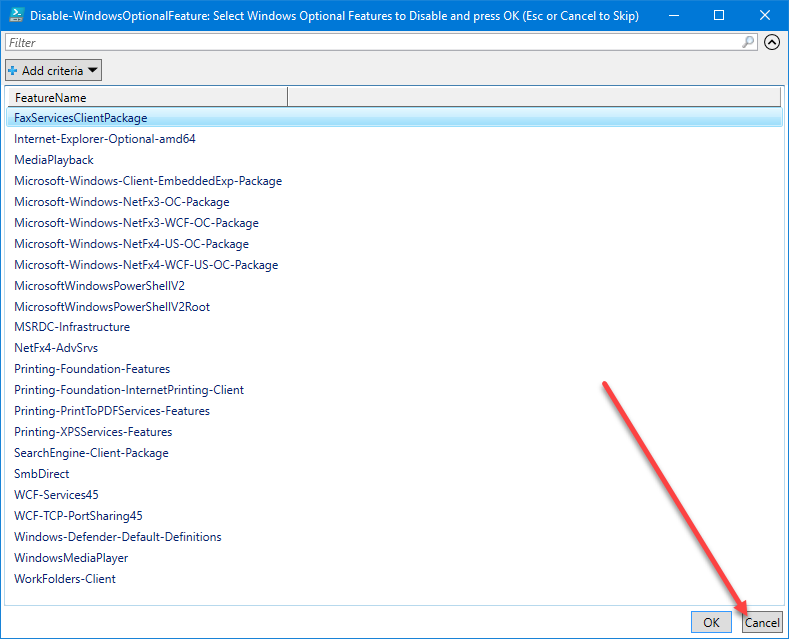 Disable-WindowsOptionalFeature: Select Windows Optional Features to Disable and press OK (Esc or Cancel to Skip)
Filter
Add criteria
FeatureName
FaxServicesClientPackage
Internet-Explorer-Optional-amd64
MediaPlayback
Microsoft-Windows-Client-EmbeddedExp-Package
Microsoft-Windows-NetFx3-OC-Package
Microsoft-Windows-NetFx3-WCF-OC-Package
Microsoft-Windows-NetFx4-US-OC-Package
Microsoft-Windows-NetFx4-WCF-US-OC-Package
MicrosoftWindowsPowerShellV2
MicrosoftWindowsPowerShellV2Root
MSRDC-Infrastructure
NetFx4-AdvSrvs
Printing-Foundation-Features
Printing-Foundation-InternetPrinting-Client
Printing-PrintToPDFServices-Features
Printing-XPSServices-Features
SearchEngine-Client-Package
SmbDirect
WCF-Services45
WCF-TCP-PortSharing45
Windows-Defender-Default-Definitions
WindowsMediaPlayer
WorkFolders-Client
OK Cancel